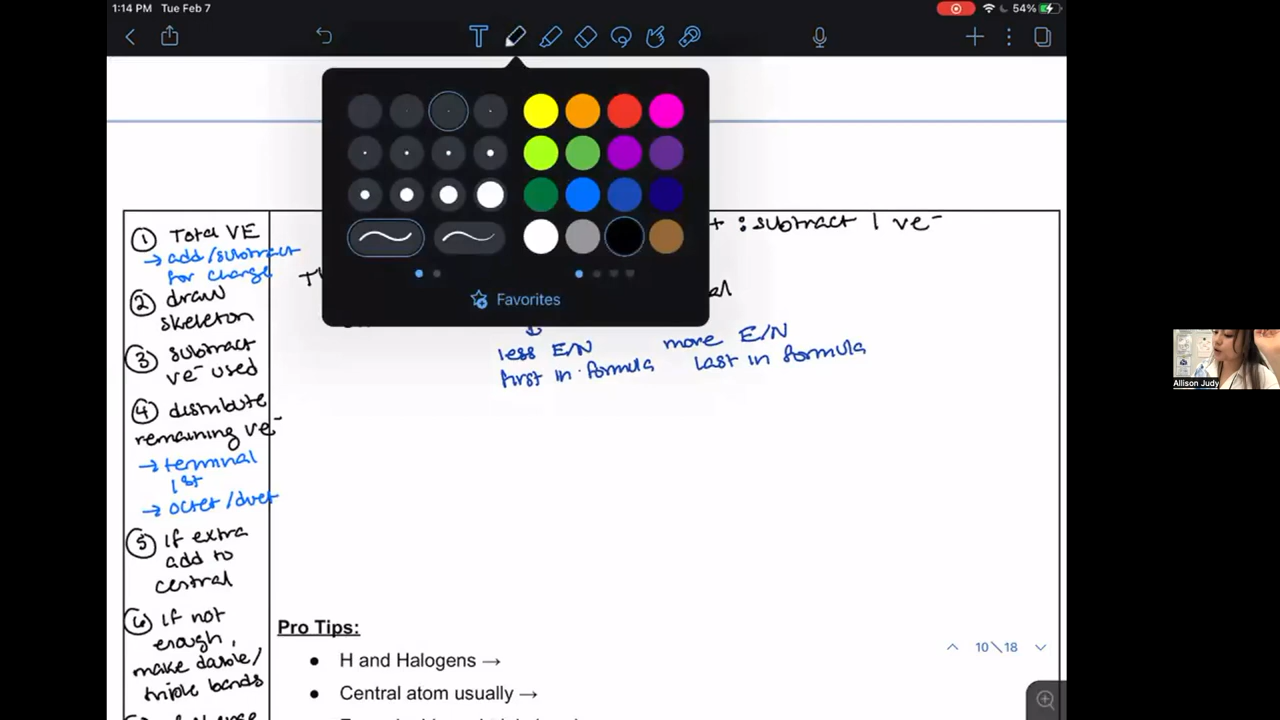 1:14 PM Tue Feb 7
54%
T
Favorites
① Total VE
→ add/subtract
for charge
② draw
skeleton
③ subtract
ve⁻ used
④ distribute
remaining ve⁻
→ terminal
1st
→ octet/duet
⑤ if extra
add to
central
⑥ if not
enough,
make double/
triple bonds
+ : subtract 1 ve⁻
al
less E/N
first in formula
more E/N
last in formula
Pro Tips:
● H and Halogens →
● Central atom usually →
10\18
Allison Judy